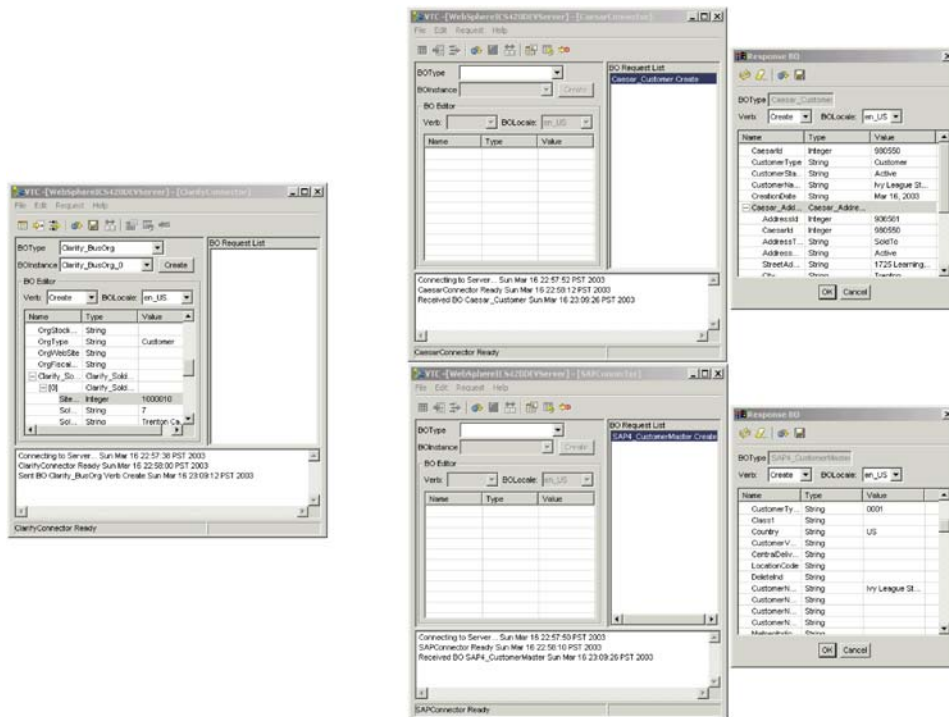 VTC -[WebSphereICS420DEVServer] - [ClarityConnector]
File Edit Request Help
BOType Clarify_BusOrg
BOInstance Clarify_BusOrg_0 Create
BO Editor
Verb: Create BOLocale: en_US
Name Type Value
OrgStock... String
OrgType String Customer
OrgWebSite String
OrgFiscal... String
Clarify_So... Clarify_Sold...
[0] Clarify_Sold...
Site... Integer 1000010
Sol... String 7
Sol... String Trenton Ca...
BO Request List
Connecting to Server... Sun Mar 16 22:57:38 PST 2003
ClarifyConnector Ready Sun Mar 16 22:58:00 PST 2003
Sent BO Clarify_BusOrg Verb Create Sun Mar 16 23:09:12 PST 2003
ClarifyConnector Ready
VTC -[WebSphereICS420DEVServer] - [CaesarConnector]
File Edit Request Help
BOType
BOInstance Create
BO Editor
Verb: BOLocale: en_US
Name Type Value
BO Request List
Caesar_Customer Create
Connecting to Server... Sun Mar 16 22:57:52 PST 2003
CaesarConnector Ready Sun Mar 16 22:58:12 PST 2003
Received BO Caesar_Customer Sun Mar 16 23:09:26 PST 2003
CaesarConnector Ready
Response BO
BOType Caesar_Customer
Verb: Create BOLocale: en_US
Name Type Value
CaesarId Integer 980550
CustomerType String Customer
CustomerSta... String Active
CustomerNa... String Ivy League St...
CreationDate String Mar 16, 2003
Caesar_Add... Caesar_Addre...
AddressId Integer 906561
CaesarId Integer 980550
AddressT... String SoldTo
Address... String Active
StreetAd... String 1725 Learning...
City String Trenton
OK Cancel
VTC -[WebSphereICS420DEVServer] - [SAPConnector]
File Edit Request Help
BOType
BOInstance Create
BO Editor
Verb: BOLocale: en_US
Name Type Value
BO Request List
SAP4_CustomerMaster Create
Connecting to Server... Sun Mar 16 22:57:50 PST 2003
SAPConnector Ready Sun Mar 16 22:58:10 PST 2003
Received BO SAP4_CustomerMaster Sun Mar 16 23:09:26 PST 2003
SAPConnector Ready
Response BO
BOType SAP4_CustomerMaster
Verb: Create BOLocale: en_US
Name Type Value
CustomerTy... String 0001
Class1 String
Country String US
CustomerV... String
CentralDeliv... String
LocationCode String
DeleteInd String
CustomerN... String Ivy League St...
CustomerN... String
CustomerN... String
CustomerN... String
String
OK Cancel